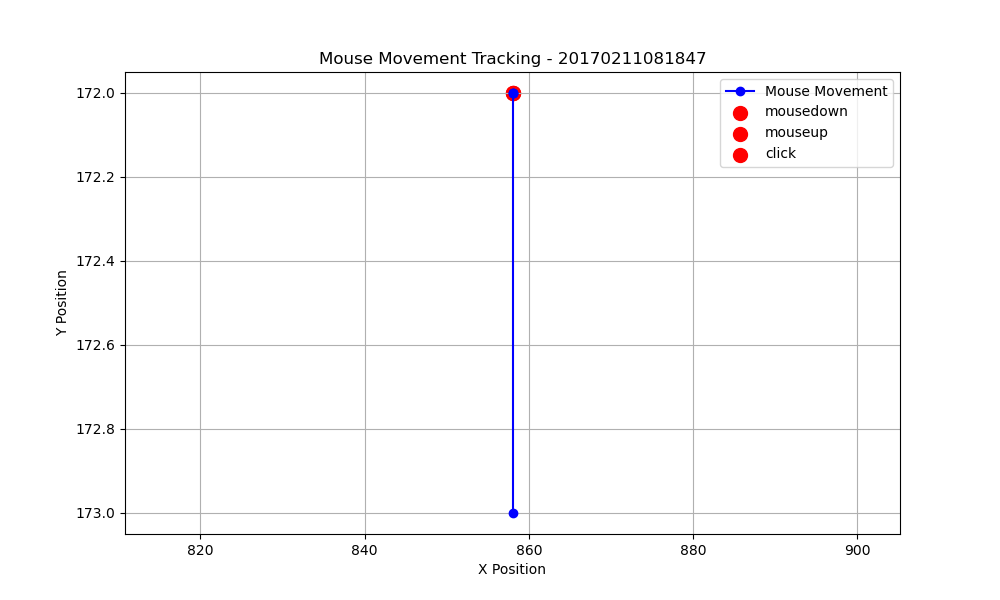 Mouse Movement Tracking - 20170211081847
Mouse Movement
mousedown
mouseup
click
172.0
172.2
172.4
172.6
172.8
173.0
Y Position
820 840 860 880 900
X Position